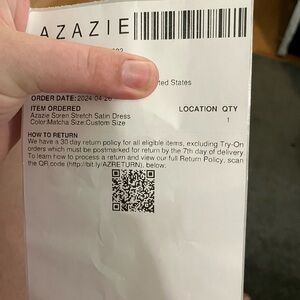 AZAZIE
ted States
ORDER DATE: 2024-04-26
ITEM ORDERED LOCATION QTY
Azazie Soren Stretch Satin Dress
Color:Matcha Size:Custom Size 1
HOW TO RETURN
We have a 30 day return policy for all eligible items, excluding Try-On
orders which must be postmarked for return by the 7th day of delivery.
To learn how to process a return and view our full Return Policy, scan
the QR code (http://bit.ly/AZRETURN), below.